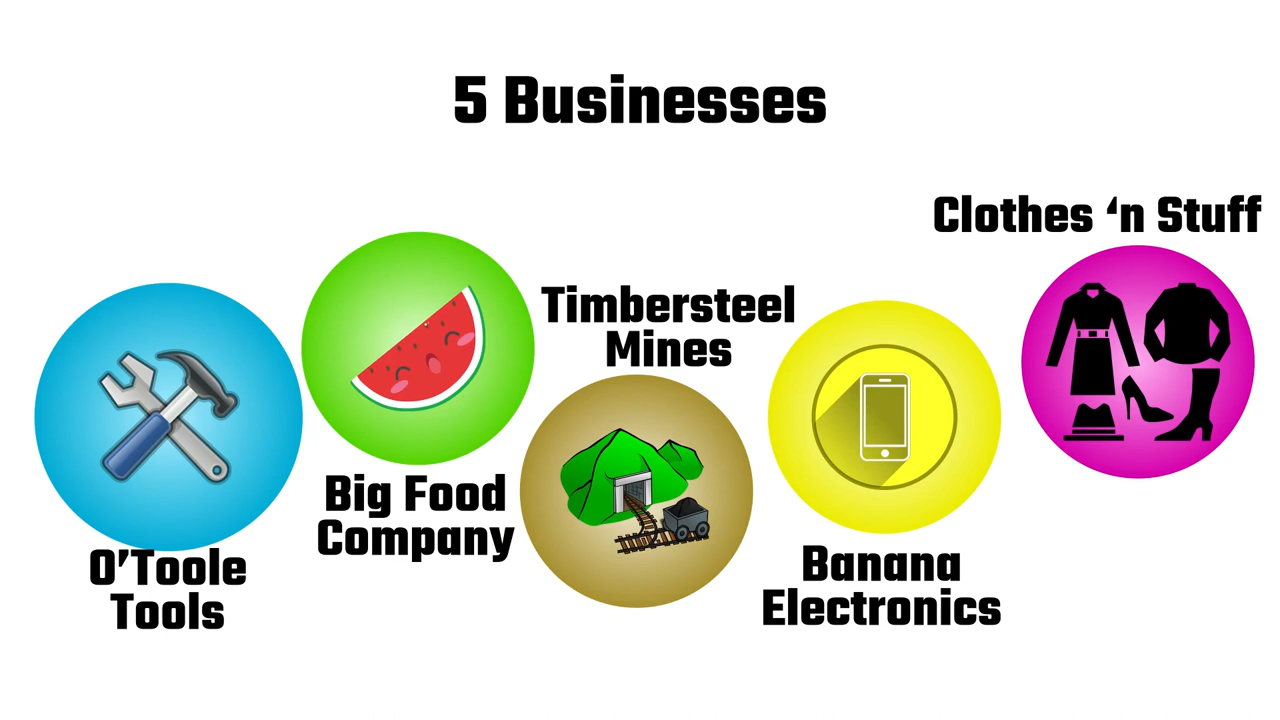 5 Businesses
O'Toole
Tools
Big Food
Company
Timbersteel
Mines
Banana
Electronics
Clothes ‘n Stuff